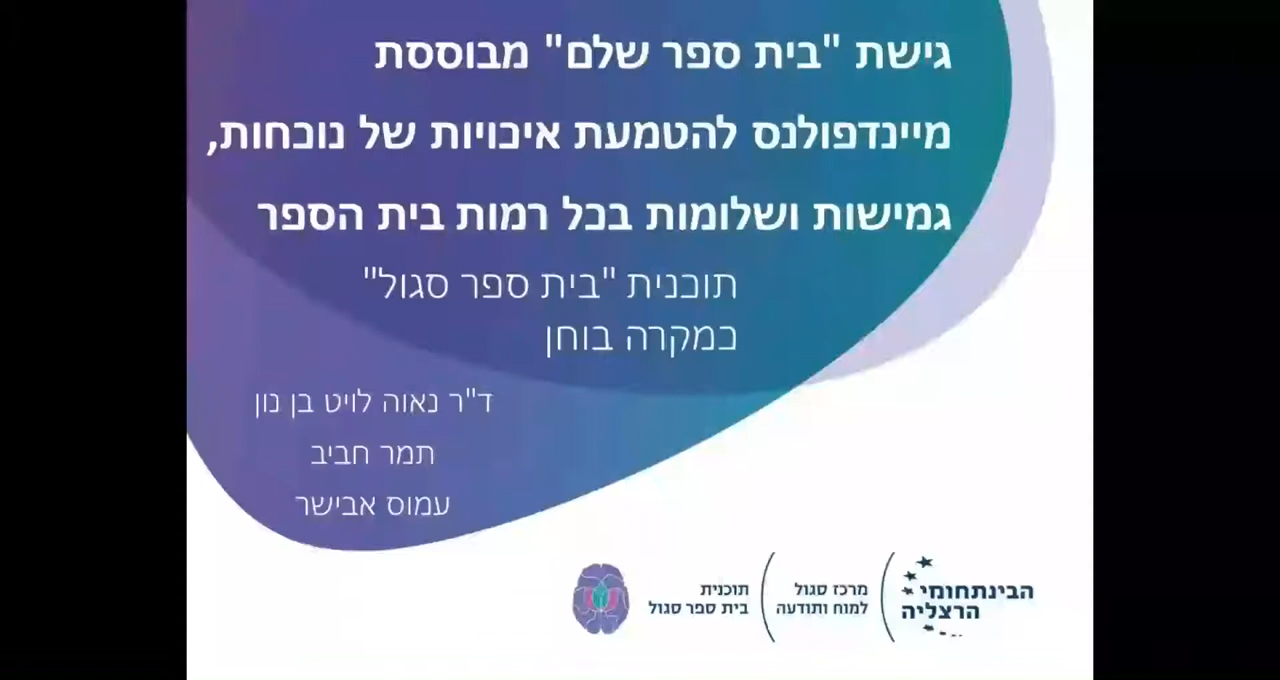 גישת "בית ספר שלם" מבוססת
מיינדפולנס להטמעת איכויות של נוכחות,
גמישות ושלומות בכל רמות בית הספר
תוכנית "בית ספר סגול"
כמקרה בוחן
ד"ר נאוה לויט בן נון
תמר חביב
עמוס אבישר
הבינתחומי
הרצליה
מרכז סגול
למוח ותודעה
תוכנית
בית ספר סגול